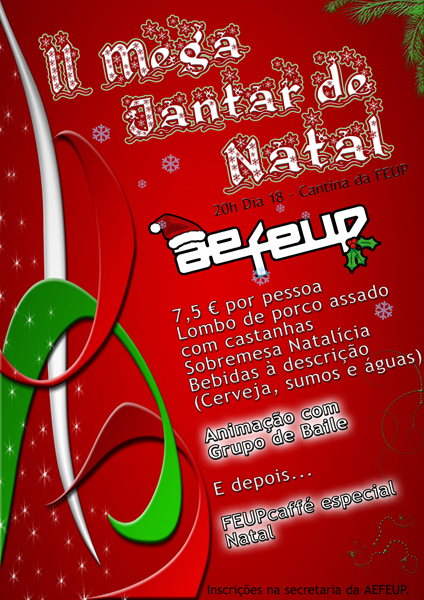 II Mega
Jantar de
Natal
20h Dia 18 - Cantina da FEUP
aefeup
7,5 € por pessoa
Lombo de porco assado
com castanhas
Sobremesa Natalícia
Bebidas à descrição
(Cerveja, sumos e águas)
Animação com
Grupo de Baile
E depois...
FEUPcaffé especial
Natal
Inscrições na secretaria da AEFEUP.